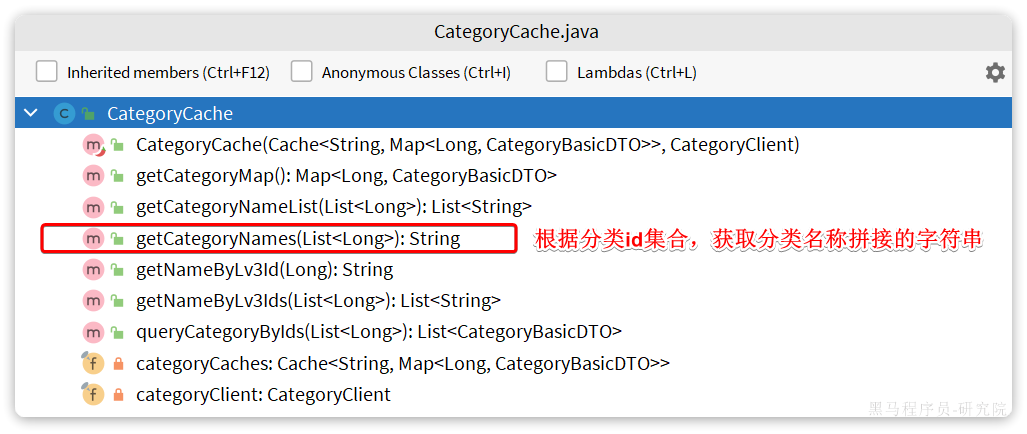 CategoryCache.java
Inherited members (Ctrl+F12) Anonymous Classes (Ctrl+I) Lambdas (Ctrl+L)
C CategoryCache
m CategoryCache(Cache<String, Map<Long, CategoryBasicDTO>>, CategoryClient)
m getCategoryMap(): Map<Long, CategoryBasicDTO>
m getCategoryNameList(List<Long>): List<String>
m getCategoryNames(List<Long>): String 根据分类id集合，获取分类名称拼接的字符串
m getNameByLv3Id(Long): String
m getNameByLv3Ids(List<Long>): List<String>
m queryCategoryByIds(List<Long>): List<CategoryBasicDTO>
f categoryCaches: Cache<String, Map<Long, CategoryBasicDTO>>
f categoryClient: CategoryClient
黑马程序员-研究院